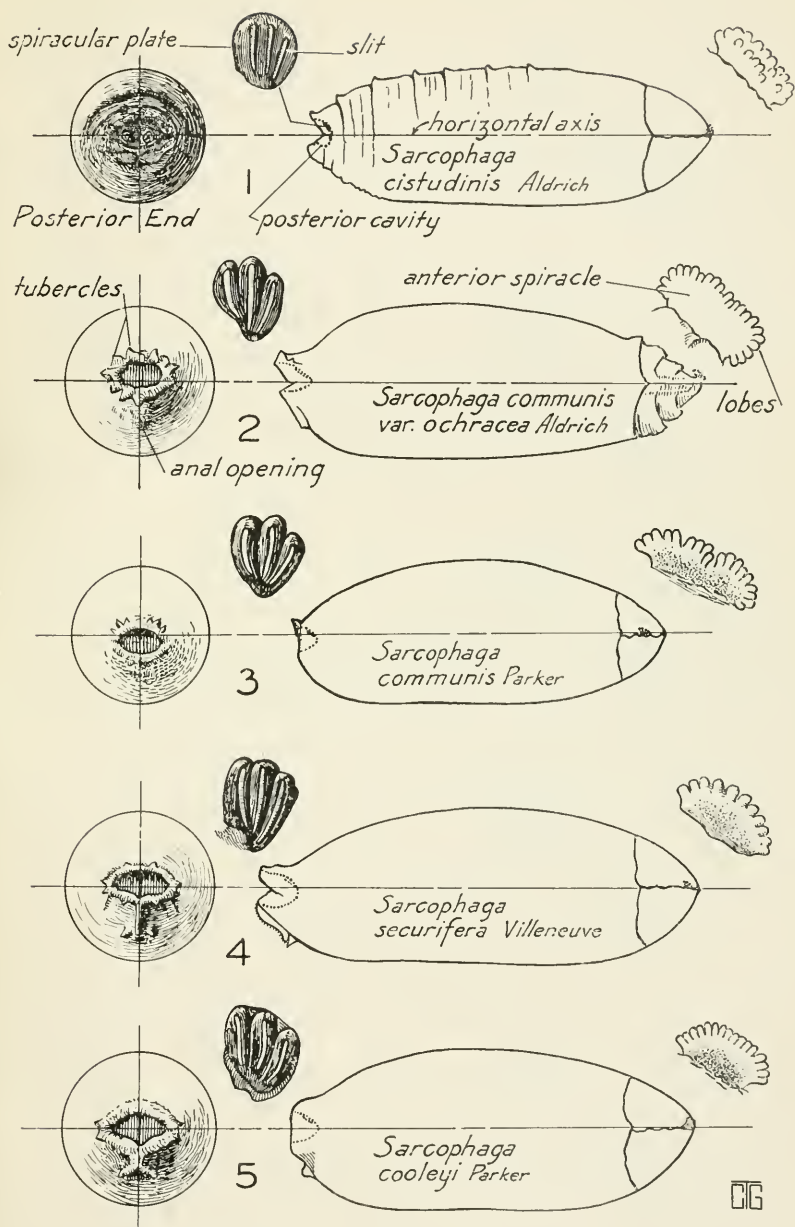 spiracular plate
slit
horizontal axis
Sarcophaga
cistudinis Aldrich
1
Posterior End
posterior cavity
tubercles
anterior spiracle
Sarcophaga communis
var. ochracea Aldrich
lobes
2
anal opening
Sarcophaga
communis Parker
3
Sarcophaga
securifera Villeneuve
4
Sarcophaga
cooleyi Parker
5
CTG